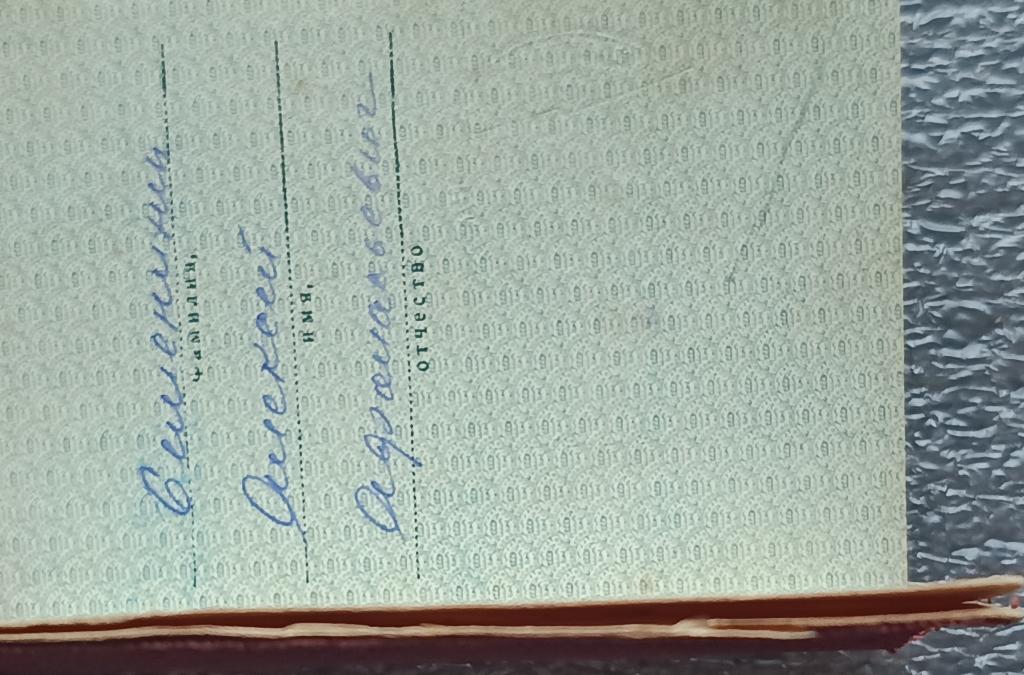 Семенихин
фамилия,
Алексей
имя,
Афанасьевич
отчество